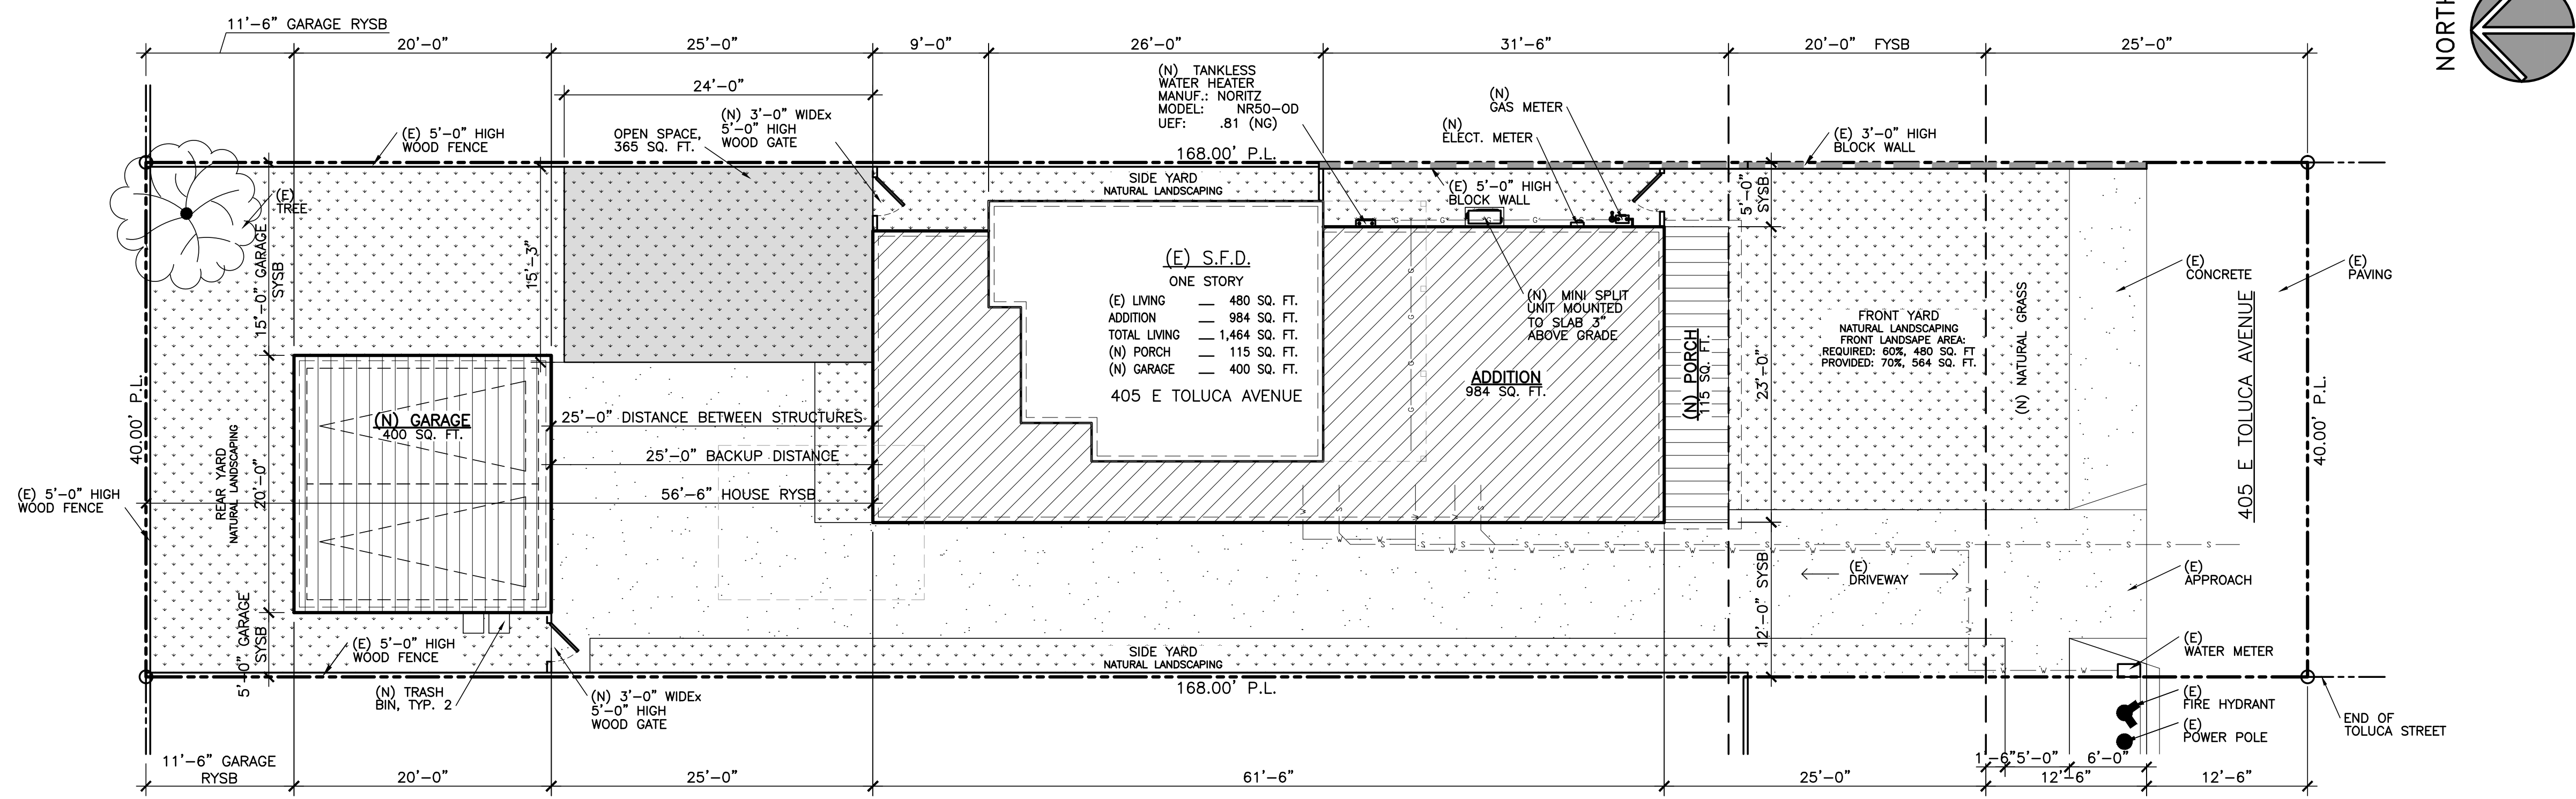 11'-6" GARAGE RYSB
NORTH
20'-0"
25'-0"
9'-0"
26'-0"
31'-6"
20'-0" FYSB
25'-0"
24'-0"
(N) TANKLESS
WATER HEATER
MANUF.: NORITZ
MODEL: NR50-OD
UEF: .81 (NG)
(N)
GAS METER
(N)
ELECT. METER
(N) 3'-0" WIDEx
5'-0" HIGH
WOOD GATE
OPEN SPACE,
365 SQ. FT.
(E) 5'-0" HIGH
WOOD FENCE
(E) 3'-0" HIGH
BLOCK WALL
168.00' P.L.
SIDE YARD
NATURAL LANDSCAPING
(E) 5'-0" HIGH
BLOCK WALL
5'-0"
SYSB
(E)
TREE
15'-0" GARAGE
SYSB
15'-3"
G G G G
(E) S.F.D.
ONE STORY
(E) LIVING — 480 SQ. FT.
ADDITION — 984 SQ. FT.
TOTAL LIVING — 1,464 SQ. FT.
(N) PORCH — 115 SQ. FT.
(N) GARAGE — 400 SQ. FT.
405 E TOLUCA AVENUE
G
G
G
G
(N) MINI SPLIT
UNIT MOUNTED
TO SLAB 3"
ABOVE GRADE
ADDITION
984 SQ. FT.
(N) PORCH
115 SQ. FT.
23'-0"
FRONT YARD
NATURAL LANDSCAPING
FRONT LANDSAPE AREA:
REQUIRED: 60%, 480 SQ. FT
PROVIDED: 70%, 564 SQ. FT.
(N) NATURAL GRASS
(E)
CONCRETE
(E)
PAVING
405 E TOLUCA AVENUE
40.00' P.L.
40.00' P.L.
(N) GARAGE
400 SQ. FT.
25'-0" DISTANCE BETWEEN STRUCTURES
25'-0" BACKUP DISTANCE
56'-6" HOUSE RYSB
(E) 5'-0" HIGH
WOOD FENCE
REAR YARD
NATURAL LANDSCAPING
20'-0"
W S W W S
W W S S S S S S S S S S S S S S S S S S S S
W W W W W W W W W W W W
12'-0" SYSB
(E)
DRIVEWAY
(E)
APPROACH
W
W
5'-0" GARAGE
SYSB
(E) 5'-0" HIGH
WOOD FENCE
SIDE YARD
NATURAL LANDSCAPING
W W W
(E)
WATER METER
168.00' P.L.
(N) TRASH
BIN, TYP. 2
(N) 3'-0" WIDEx
5'-0" HIGH
WOOD GATE
(E)
FIRE HYDRANT
(E)
POWER POLE
END OF
TOLUCA STREET
11'-6" GARAGE
RYSB
20'-0"
25'-0"
61'-6"
25'-0"
1'-6" 5'-0" 6'-0"
12'-6"
12'-6"